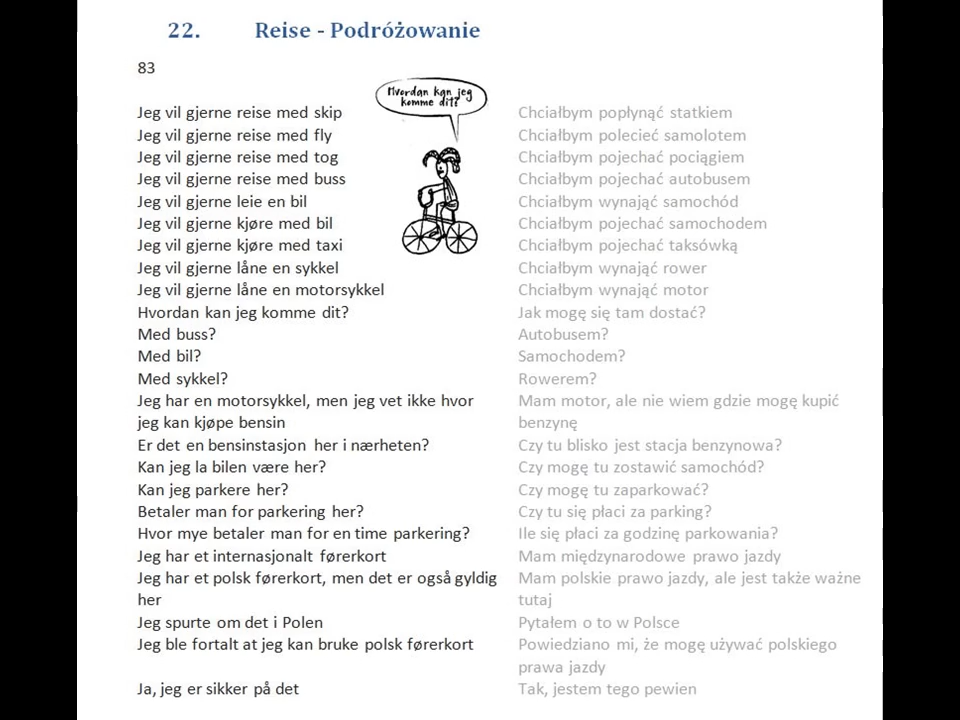 22. Reise - Podróżowanie
83
Hvordan kan jeg
komme dit?
Jeg vil gjerne reise med skip
Chciałbym popłynąć statkiem
Jeg vil gjerne reise med fly
Chciałbym polecieć samolotem
Jeg vil gjerne reise med tog
Chciałbym pojechać pociągiem
Jeg vil gjerne reise med buss
Chciałbym pojechać autobusem
Jeg vil gjerne leie en bil
Chciałbym wynająć samochód
Jeg vil gjerne kjøre med bil
Chciałbym pojechać samochodem
Jeg vil gjerne kjøre med taxi
Chciałbym pojechać taksówką
Jeg vil gjerne låne en sykkel
Chciałbym wynająć rower
Jeg vil gjerne låne en motorsykkel
Chciałbym wynająć motor
Hvordan kan jeg komme dit?
Jak mogę się tam dostać?
Med buss?
Autobusem?
Med bil?
Samochodem?
Med sykkel?
Rowerem?
Jeg har en motorsykkel, men jeg vet ikke hvor
jeg kan kjøpe bensin
Mam motor, ale nie wiem gdzie mogę kupić
benzynę
Er det en bensinstasjon her i nærheten?
Czy tu blisko jest stacja benzynowa?
Kan jeg la bilen være her?
Czy mogę tu zostawić samochód?
Kan jeg parkere her?
Czy mogę tu zaparkować?
Betaler man for parkering her?
Czy tu się płaci za parking?
Hvor mye betaler man for en time parkering?
Ile się płaci za godzinę parkowania?
Jeg har et internasjonalt førerkort
Mam międzynarodowe prawo jazdy
Jeg har et polsk førerkort, men det er også gyldig
her
Mam polskie prawo jazdy, ale jest także ważne
tutaj
Jeg spurte om det i Polen
Pytałem o to w Polsce
Jeg ble fortalt at jeg kan bruke polsk førerkort
Powiedziano mi, że mogę używać polskiego
prawa jazdy
Ja, jeg er sikker på det
Tak, jestem tego pewien